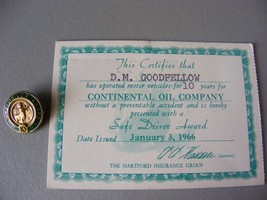 This Certifies that
D.M. GOODFELLOW
has operated motor vehicles for 10 years for
CONTINENTAL OIL COMPANY
without a preventable accident and is hereby
presented with a
Safe Driver Award
Date Issued January 3, 1966
THE HARTFORD INSURANCE GROUP